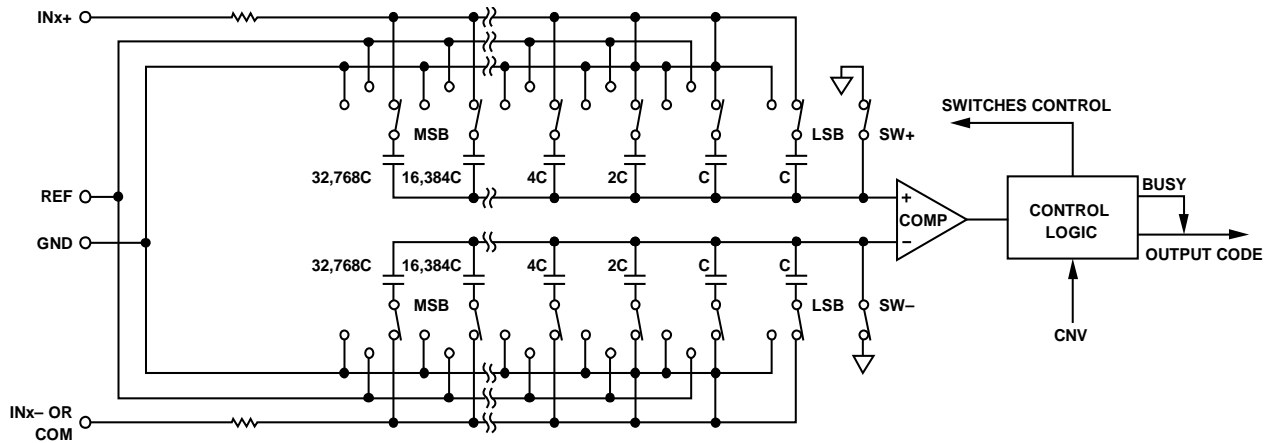 INx+
SWITCHES CONTROL
MSB
LSB
SW+
32,768C
16,384C
4C
2C
C
C
REF
BUSY
+
COMP
−
CONTROL
LOGIC
GND
OUTPUT CODE
32,768C
16,384C
4C
2C
C
C
MSB
LSB
SW−
CNV
INx− OR
COM